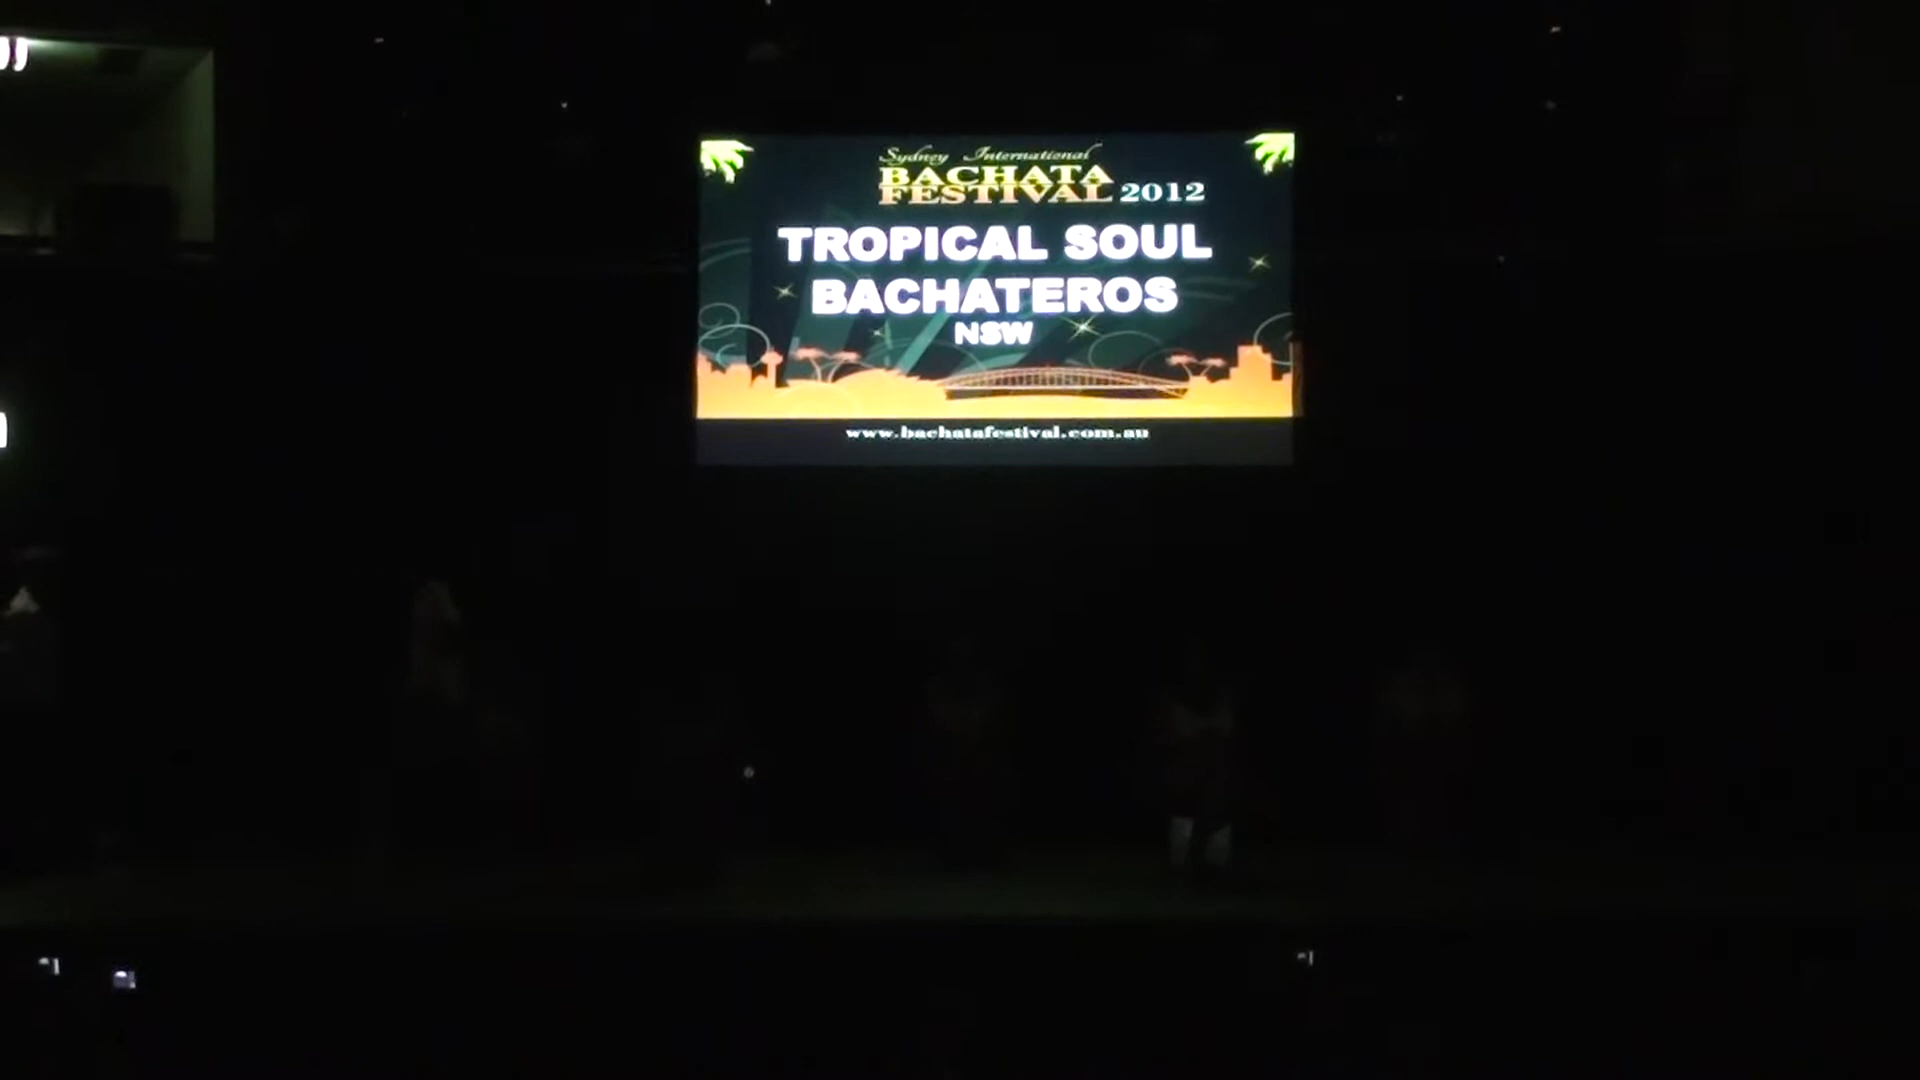 Sydney International
BACHATA
FESTIVAL 2012
TROPICAL SOUL
BACHATEROS
NSW
www.bachatafestival.com.au